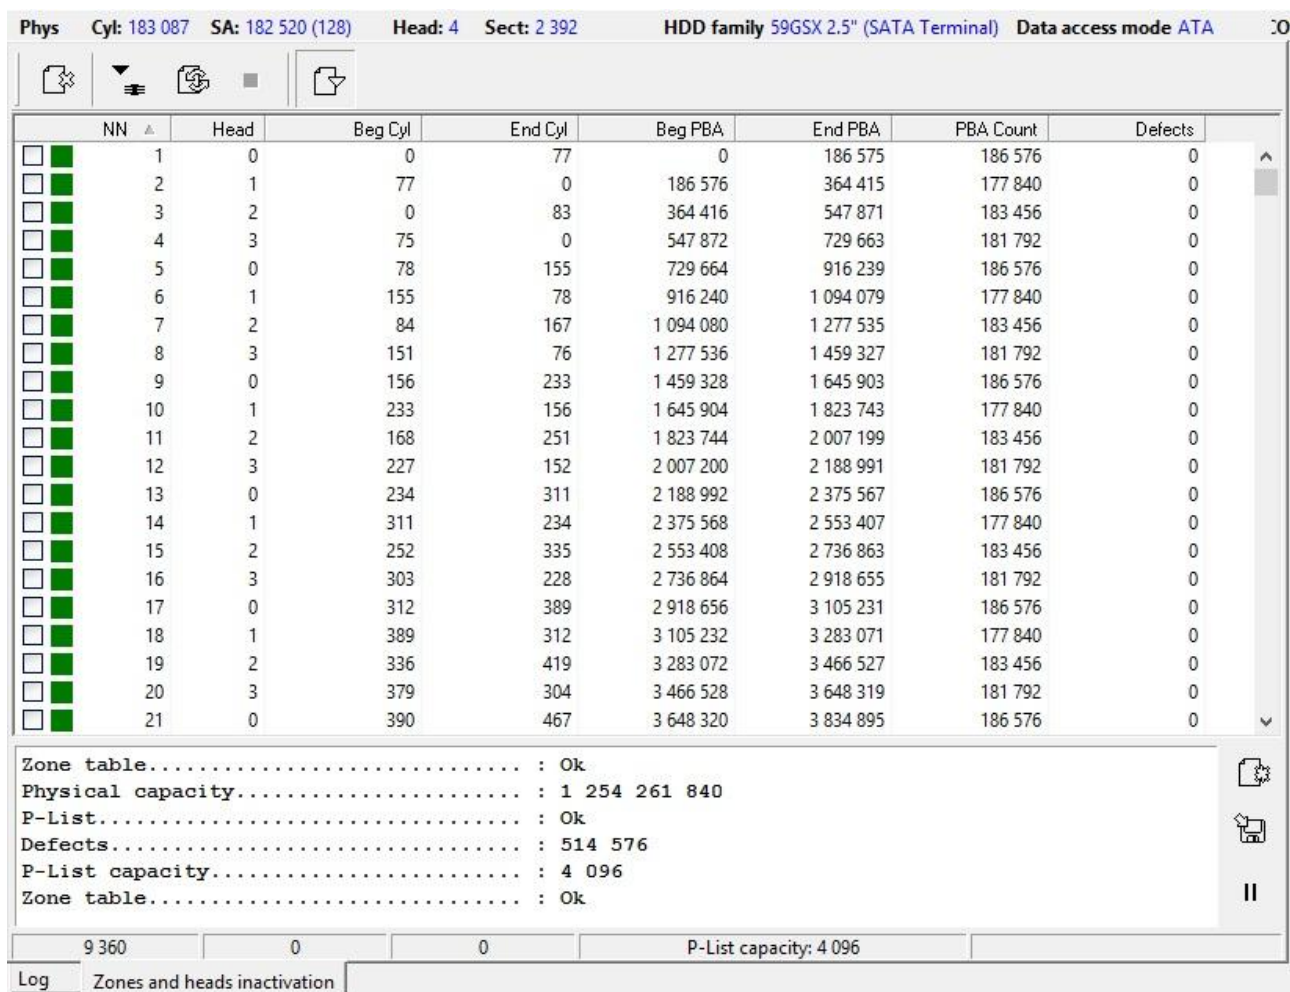 Phys Cyl: 183 087 SA: 182 520 (128) Head: 4 Sect: 2 392 HDD family 59GSX 2.5" (SATA Terminal) Data access mode ATA
NN Head Beg Cyl End Cyl Beg PBA End PBA PBA Count Defects
1 0 0 77 0 186 575 186 576 0
2 1 77 0 186 576 364 415 177 840 0
3 2 0 83 364 416 547 871 183 456 0
4 3 75 0 547 872 729 663 181 792 0
5 0 78 155 729 664 916 239 186 576 0
6 1 155 78 916 240 1 094 079 177 840 0
7 2 84 167 1 094 080 1 277 535 183 456 0
8 3 151 76 1 277 536 1 459 327 181 792 0
9 0 156 233 1 459 328 1 645 903 186 576 0
10 1 233 156 1 645 904 1 823 743 177 840 0
11 2 168 251 1 823 744 2 007 199 183 456 0
12 3 227 152 2 007 200 2 188 991 181 792 0
13 0 234 311 2 188 992 2 375 567 186 576 0
14 1 311 234 2 375 568 2 553 407 177 840 0
15 2 252 335 2 553 408 2 736 863 183 456 0
16 3 303 228 2 736 864 2 918 655 181 792 0
17 0 312 389 2 918 656 3 105 231 186 576 0
18 1 389 312 3 105 232 3 283 071 177 840 0
19 2 336 419 3 283 072 3 466 527 183 456 0
20 3 379 304 3 466 528 3 648 319 181 792 0
21 0 390 467 3 648 320 3 834 895 186 576 0
Zone table.............................. : Ok
Physical capacity....................... : 1 254 261 840
P-List.................................. : Ok
Defects................................. : 514 576
P-List capacity......................... : 4 096
Zone table.............................. : Ok
9 360 0 0 P-List capacity: 4 096
Log Zones and heads inactivation